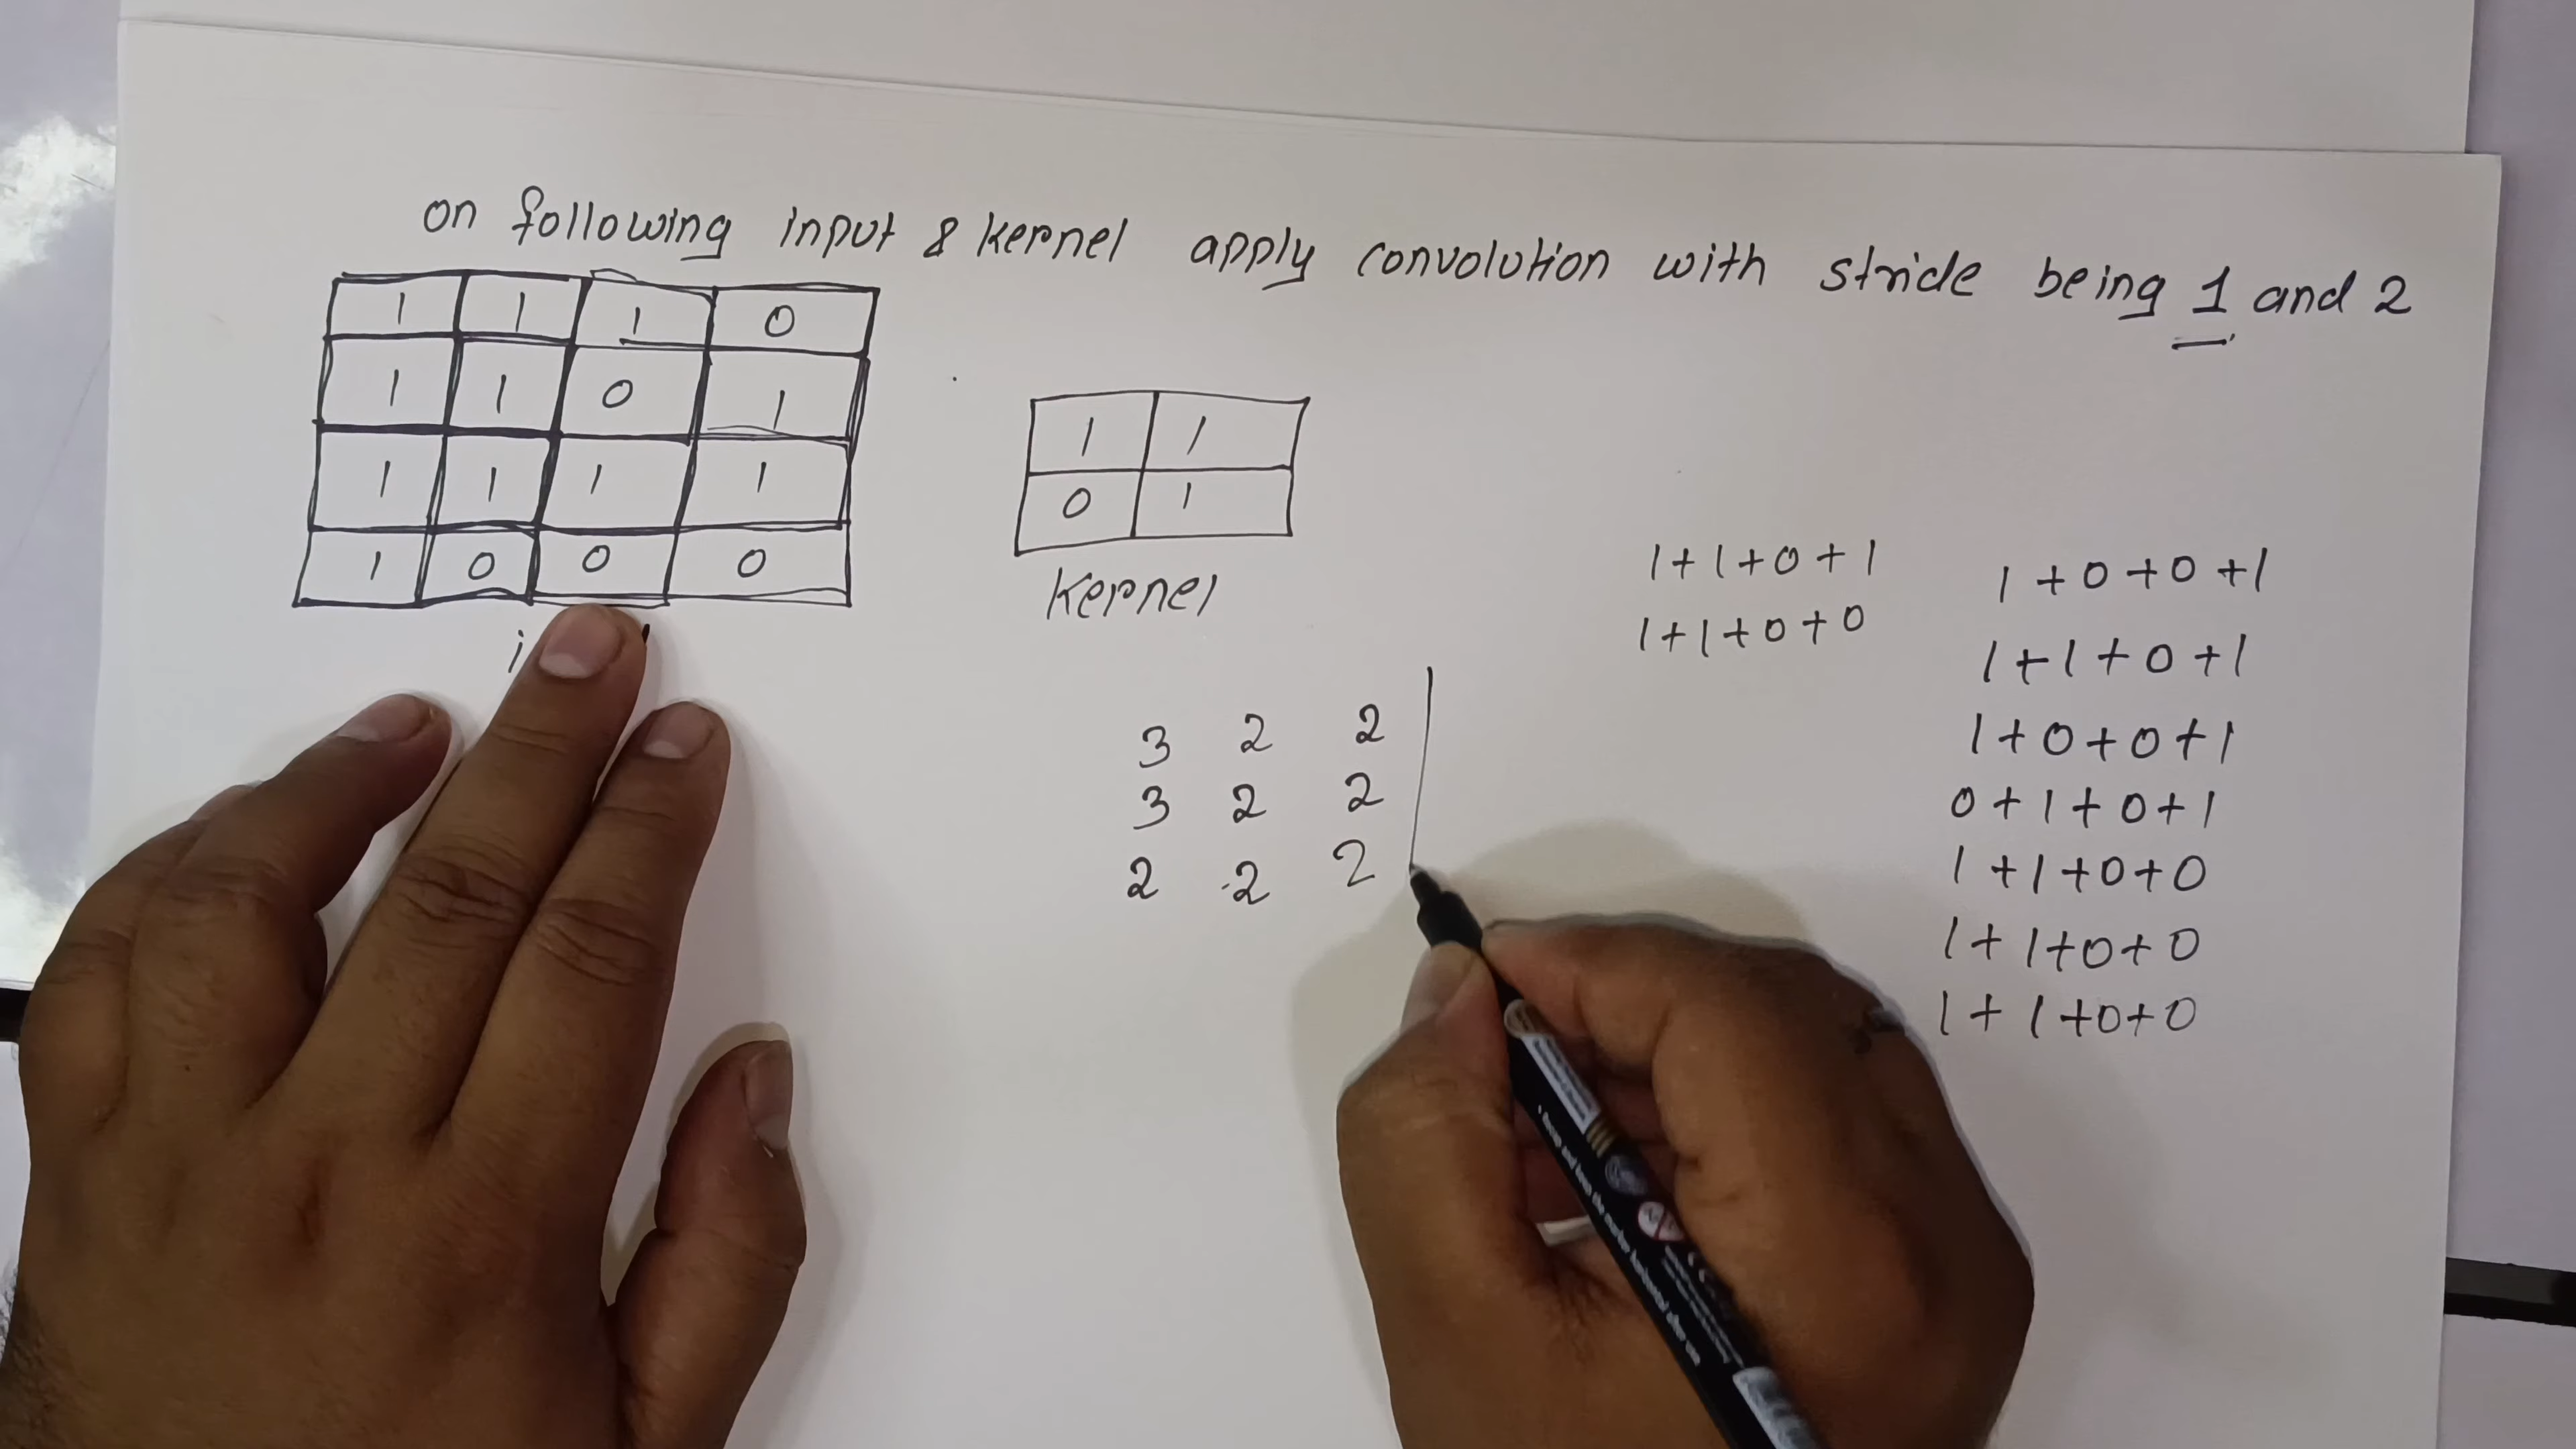 on following input & kernel apply convolution with stride being 1 and 2
1 1 1 0
1 1 0 1
1 1 1 1
1 0 0 0
1 1
0 1
Kernel
3 2 2
3 2 2
2 2 2
1+1+0+1
1+1+0+0
1+0+0+1
1+1+0+1
1+0+0+1
0+1+0+1
1+1+0+0
1+1+0+0
1+1+0+0